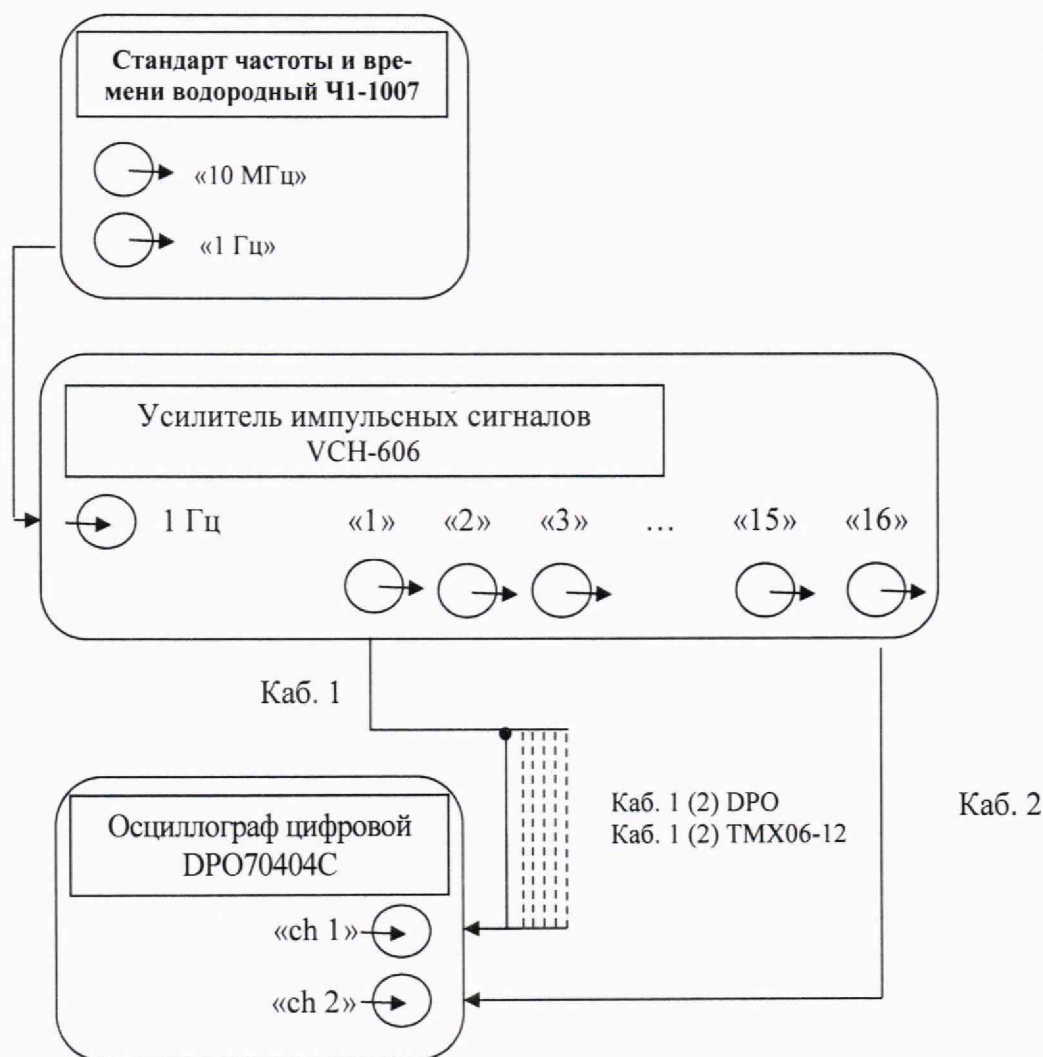 Стандарт частоты и вре-
мени водородный Ч1-1007
«10 МГц»
«1 Гц»
Усилитель импульсных сигналов
VCH-606
1 Гц
«1»
«2»
«3»
...
«15»
«16»
Каб. 1
Каб. 1 (2) DPO
Каб. 1 (2) TMX06-12
Каб. 2
Осциллограф цифровой
DPO70404C
«ch 1»
«ch 2»